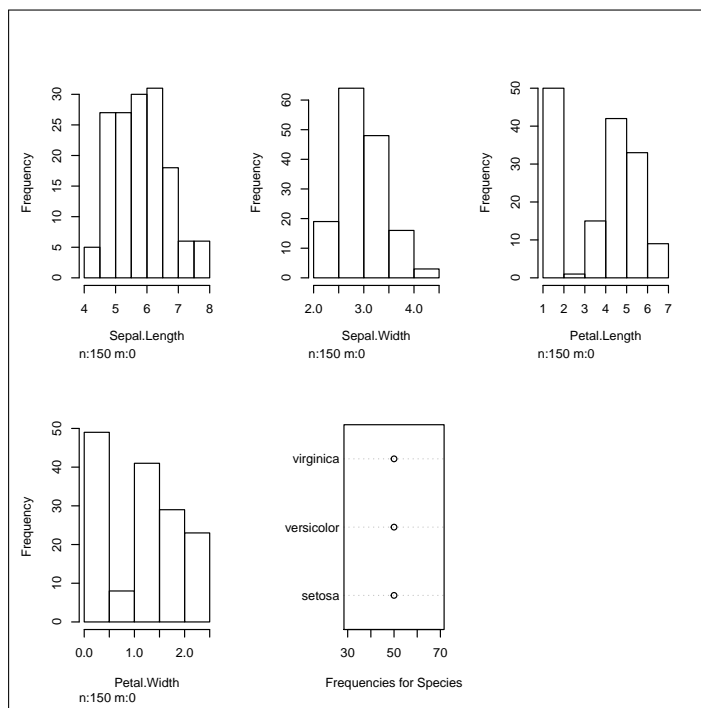 Frequency
0
5
10
15
20
25
30
4 5 6 7 8
Sepal.Length
n:150 m:0
Frequency
0
10
20
30
40
50
60
2.0 3.0 4.0
Sepal.Width
n:150 m:0
Frequency
0
10
20
30
40
50
1 2 3 4 5 6 7
Petal.Length
n:150 m:0
Frequency
0
10
20
30
40
50
0.0 1.0 2.0
Petal.Width
n:150 m:0
virginica
versicolor
setosa
30 50 70
Frequencies for Species